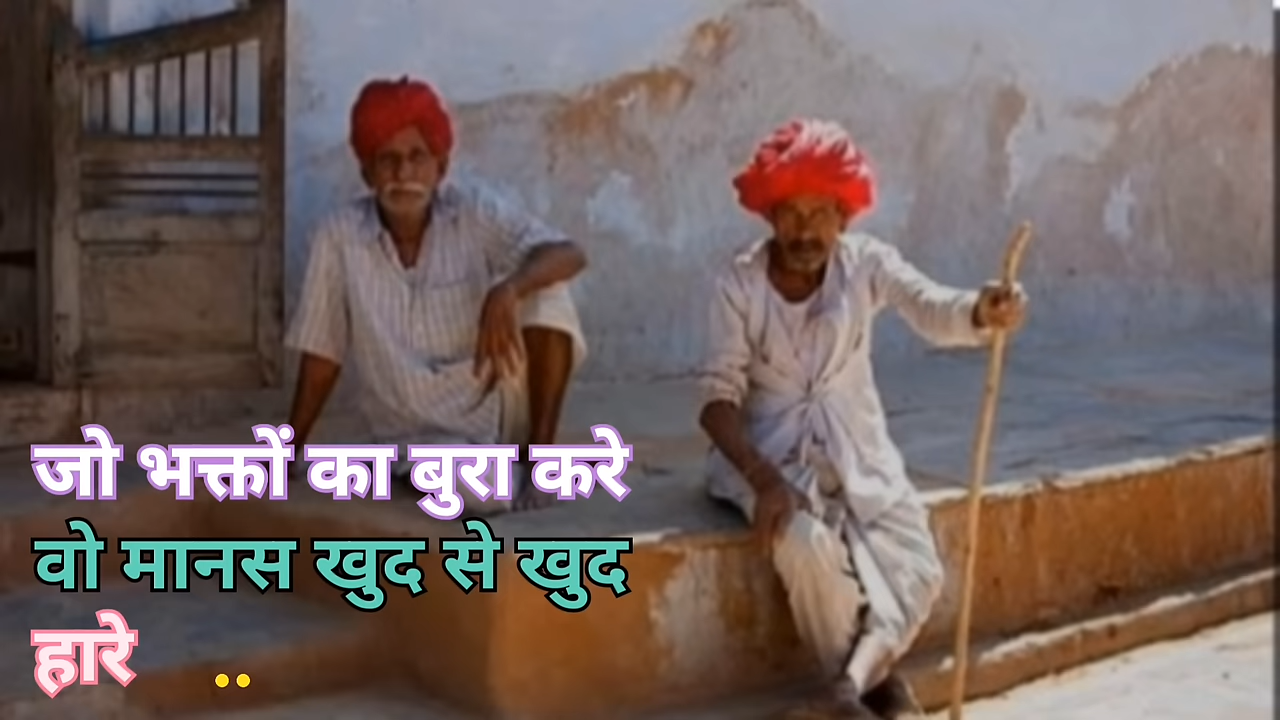 जो भक्तों का बुरा करे
वो मानस खुद से खुद
हारे ..